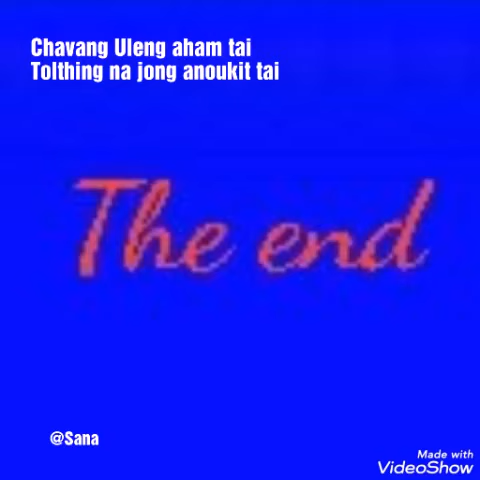 Chavang Uleng aham tai
Tolthing na jong anoukit tai
The end
@Sana
Made with
VideoShow